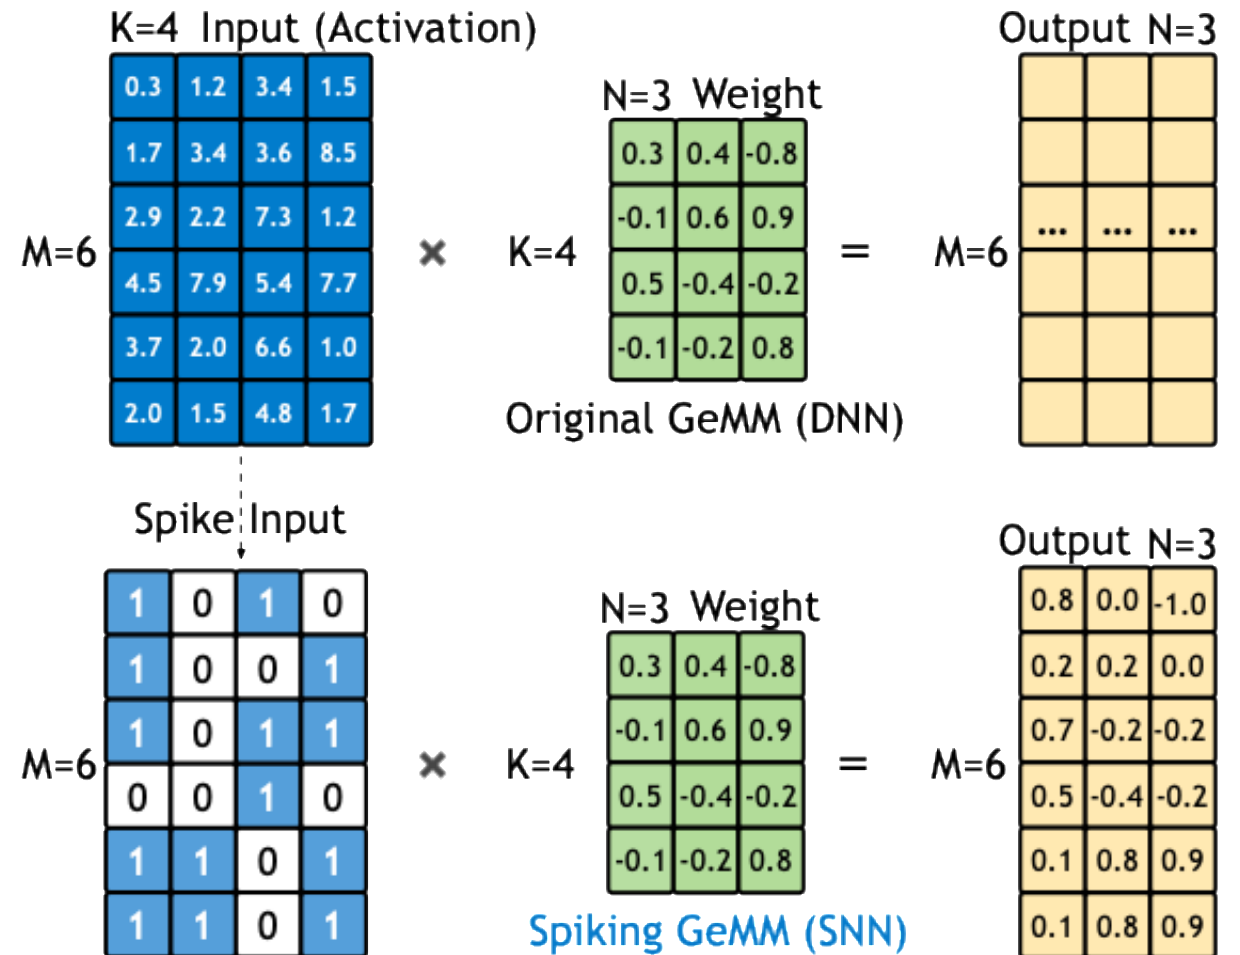 K=4 Input (Activation)
Output N=3
N=3 Weight
0.3 1.2 3.4 1.5
1.7 3.4 3.6 8.5
2.9 2.2 7.3 1.2
4.5 7.9 5.4 7.7
3.7 2.0 6.6 1.0
2.0 1.5 4.8 1.7
M=6
×
K=4
0.3 0.4 -0.8
-0.1 0.6 0.9
0.5 -0.4 -0.2
-0.1 -0.2 0.8
=
M=6
... ... ...
Original GeMM (DNN)
Spike Input
Output N=3
N=3 Weight
1 0 1 0
1 0 0 1
1 0 1 1
0 0 1 0
1 1 0 1
1 1 0 1
M=6
×
K=4
0.3 0.4 -0.8
-0.1 0.6 0.9
0.5 -0.4 -0.2
-0.1 -0.2 0.8
=
M=6
0.8 0.0 -1.0
0.2 0.2 0.0
0.7 -0.2 -0.2
0.5 -0.4 -0.2
0.1 0.8 0.9
0.1 0.8 0.9
Spiking GeMM (SNN)